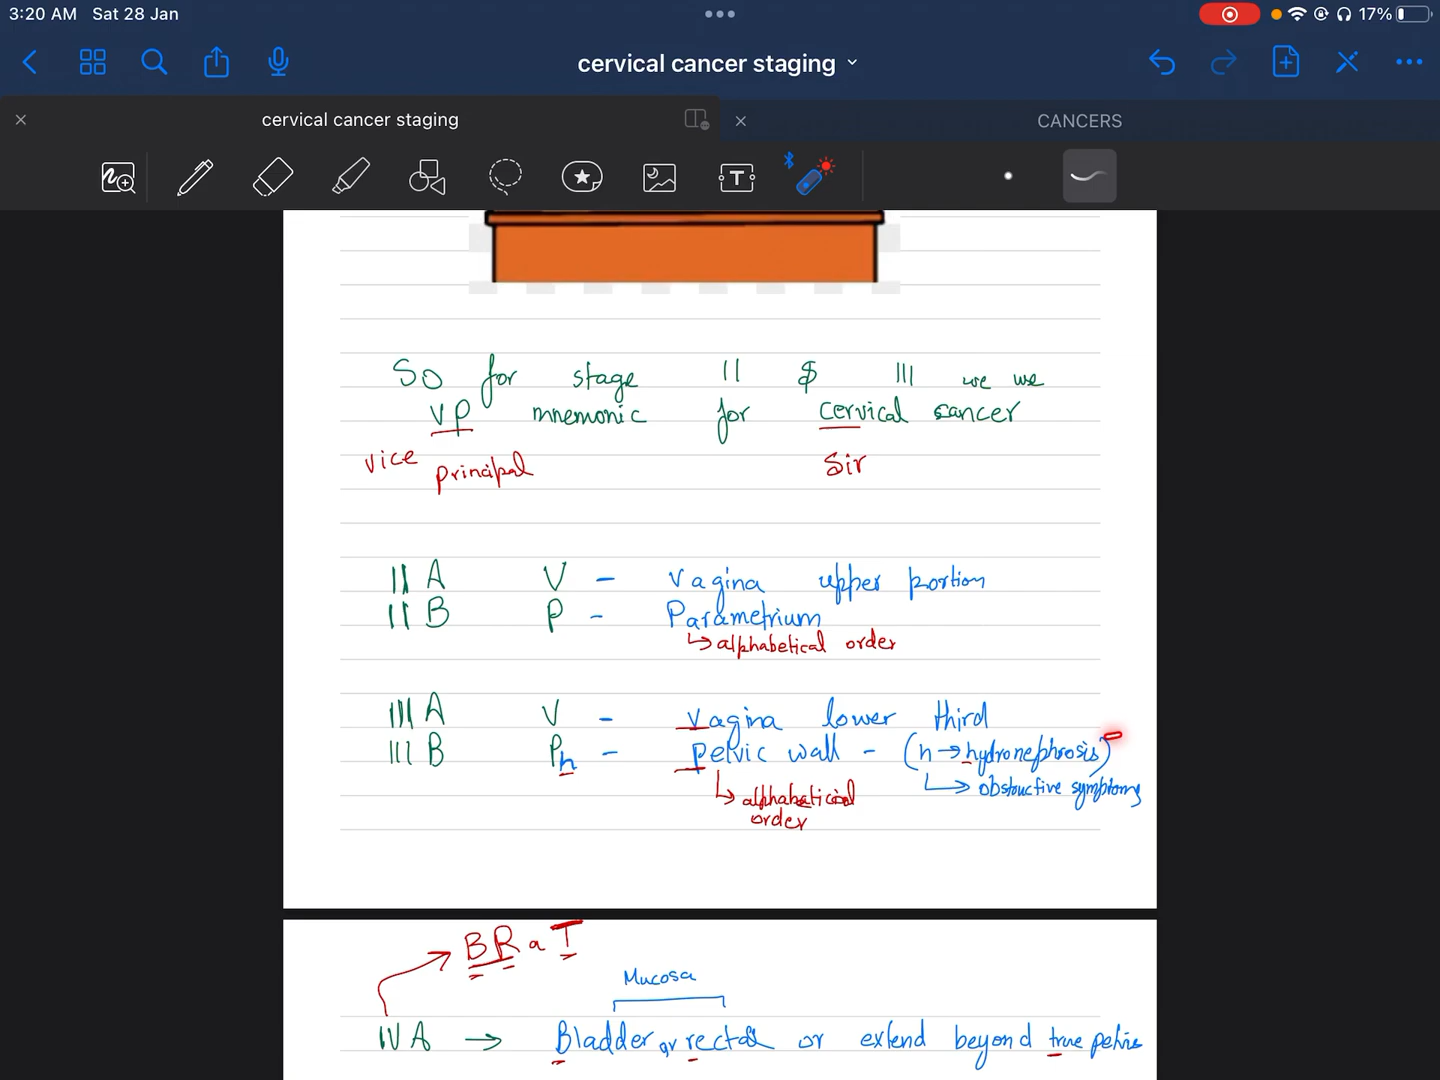 3:20 AM Sat 28 Jan
17%
cervical cancer staging
cervical cancer staging
CANCERS
So for stage II $ III we we
VP mnemonic for cervical cancer
vice principal Sir
II A V - Vagina upper portion
II B P - Parametrium
↳ alphabetical order
III A V - Vagina lower third
III B Ph - Pelvic wall - (h → hydronephrosis)
↳ obstructive symptoms
↳ alphabetical
order
BRaT
Mucosa
IV A → Bladder or rectal or extend beyond true pelvis